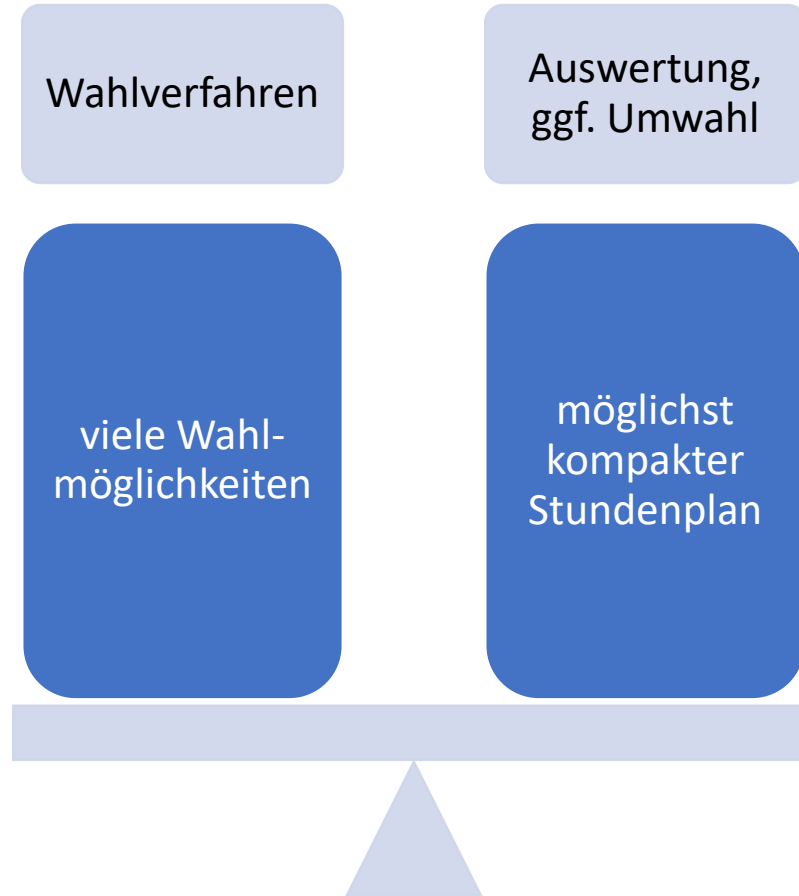 Wahlverfahren
Auswertung,
ggf. Umwahl
viele Wahl-
möglichkeiten
möglichst
kompakter
Stundenplan